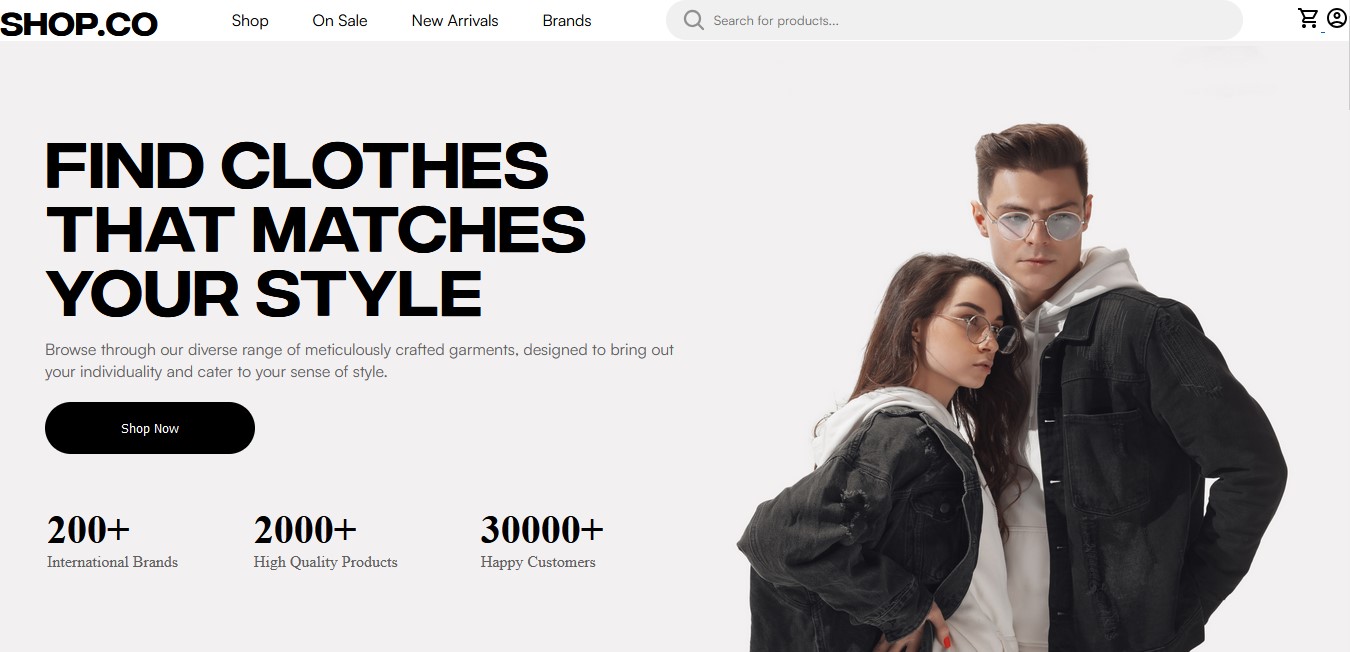 SHOP.CO
Shop
On Sale
New Arrivals
Brands
Search for products...
FIND CLOTHES
THAT MATCHES
YOUR STYLE
Browse through our diverse range of meticulously crafted garments, designed to bring out
your individuality and cater to your sense of style.
Shop Now
200+
International Brands
2000+
High Quality Products
30000+
Happy Customers